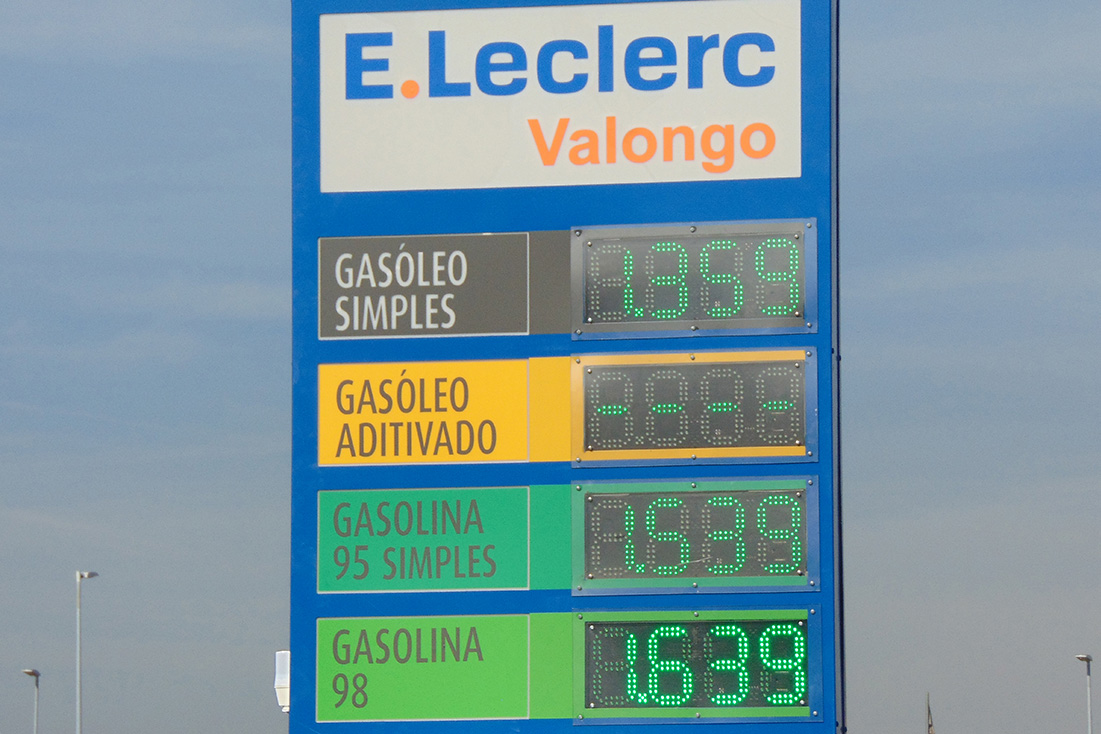 E.Leclerc
Valongo
GASÓLEO
SIMPLES
1.359
GASÓLEO
ADITIVADO
----
GASOLINA
95 SIMPLES
1.539
GASOLINA
98
1.639